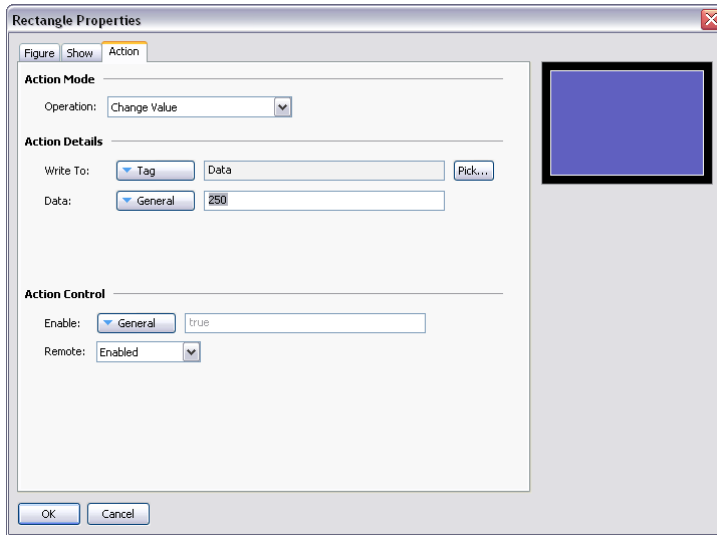 Rectangle Properties
Figure Show Action
Action Mode
Operation: Change Value
Action Details
Write To: Tag Data Pick...
Data: General 250
Action Control
Enable: General true
Remote: Enabled
OK Cancel